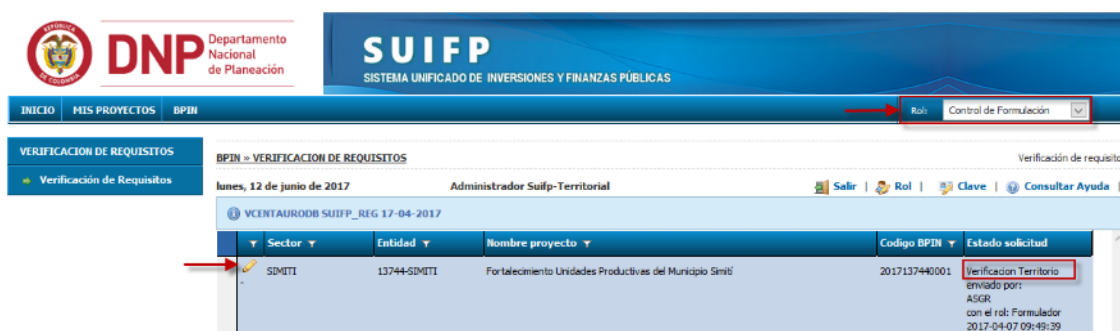 REPÚBLICA
DE COLOMBIA
DNP
Departamento
Nacional
de Planeación
SUIFP
SISTEMA UNIFICADO DE INVERSIONES Y FINANZAS PÚBLICAS
INICIO MIS PROYECTOS BPIN
Rol: Control de Formulación
VERIFICACION DE REQUISITOS
Verificación de Requisitos
BPIN » VERIFICACION DE REQUISITOS
Verificación de requisito
lunes, 12 de junio de 2017 Administrador Suifp-Territorial Salir | Rol | Clave | Consultar Ayuda |
VCENTAURODB SUIFP_REG 17-04-2017
Sector Entidad Nombre proyecto Codigo BPIN Estado solicitud
SIMITI 13744-SIMITI Fortalecimiento Unidades Productivas del Municipio Simití 2017137440001 Verificacion Territorio
enviado por:
ASGR
con el rol: Formulador
2017-04-07 09:49:39